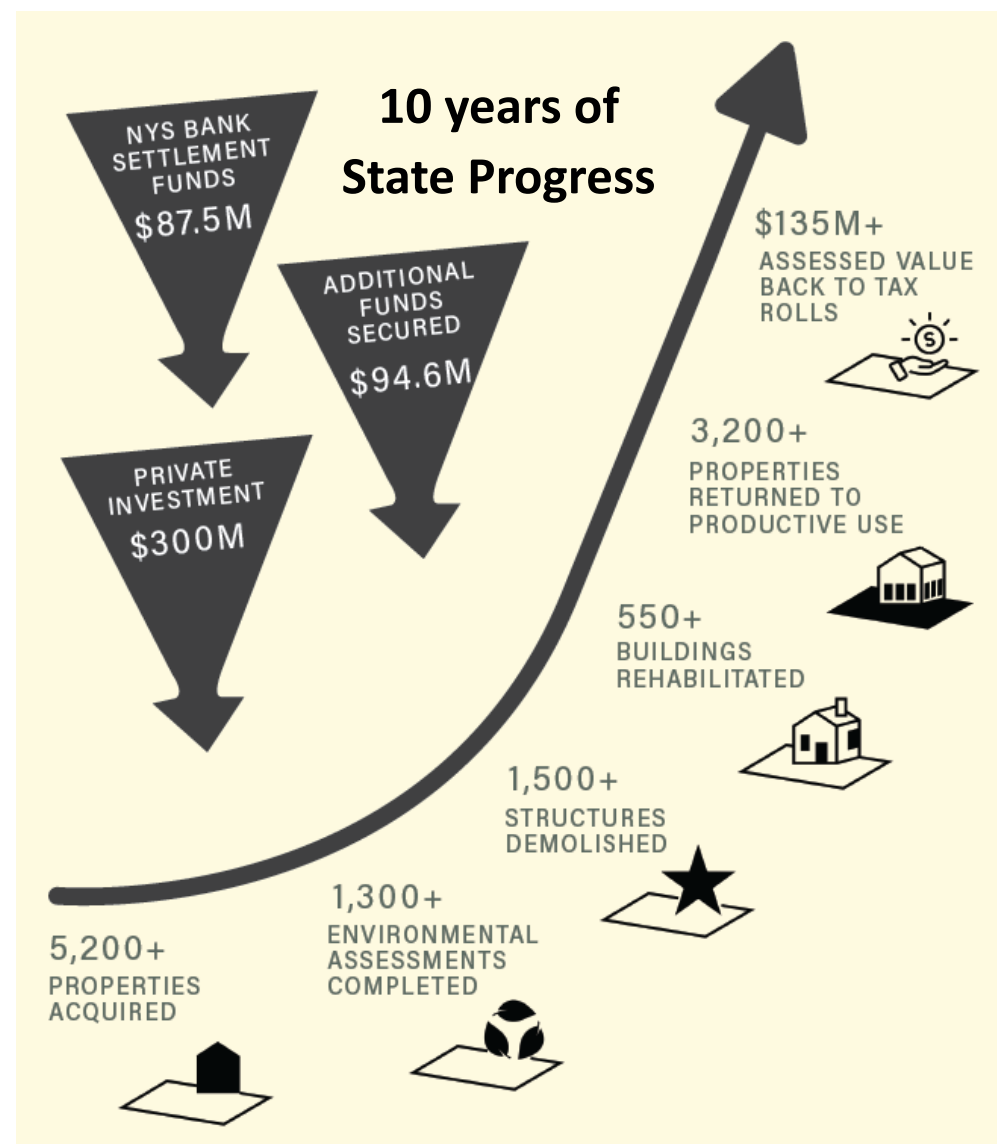 10 years of
State Progress
NYS BANK
SETTLEMENT
FUNDS
$87.5M
ADDITIONAL
FUNDS
SECURED
$94.6M
PRIVATE
INVESTMENT
$300M
$135M+
ASSESSED VALUE
BACK TO TAX
ROLLS
$
3,200+
PROPERTIES
RETURNED TO
PRODUCTIVE USE
550+
BUILDINGS
REHABILITATED
1,500+
STRUCTURES
DEMOLISHED
1,300+
ENVIRONMENTAL
ASSESSMENTS
COMPLETED
5,200+
PROPERTIES
ACQUIRED